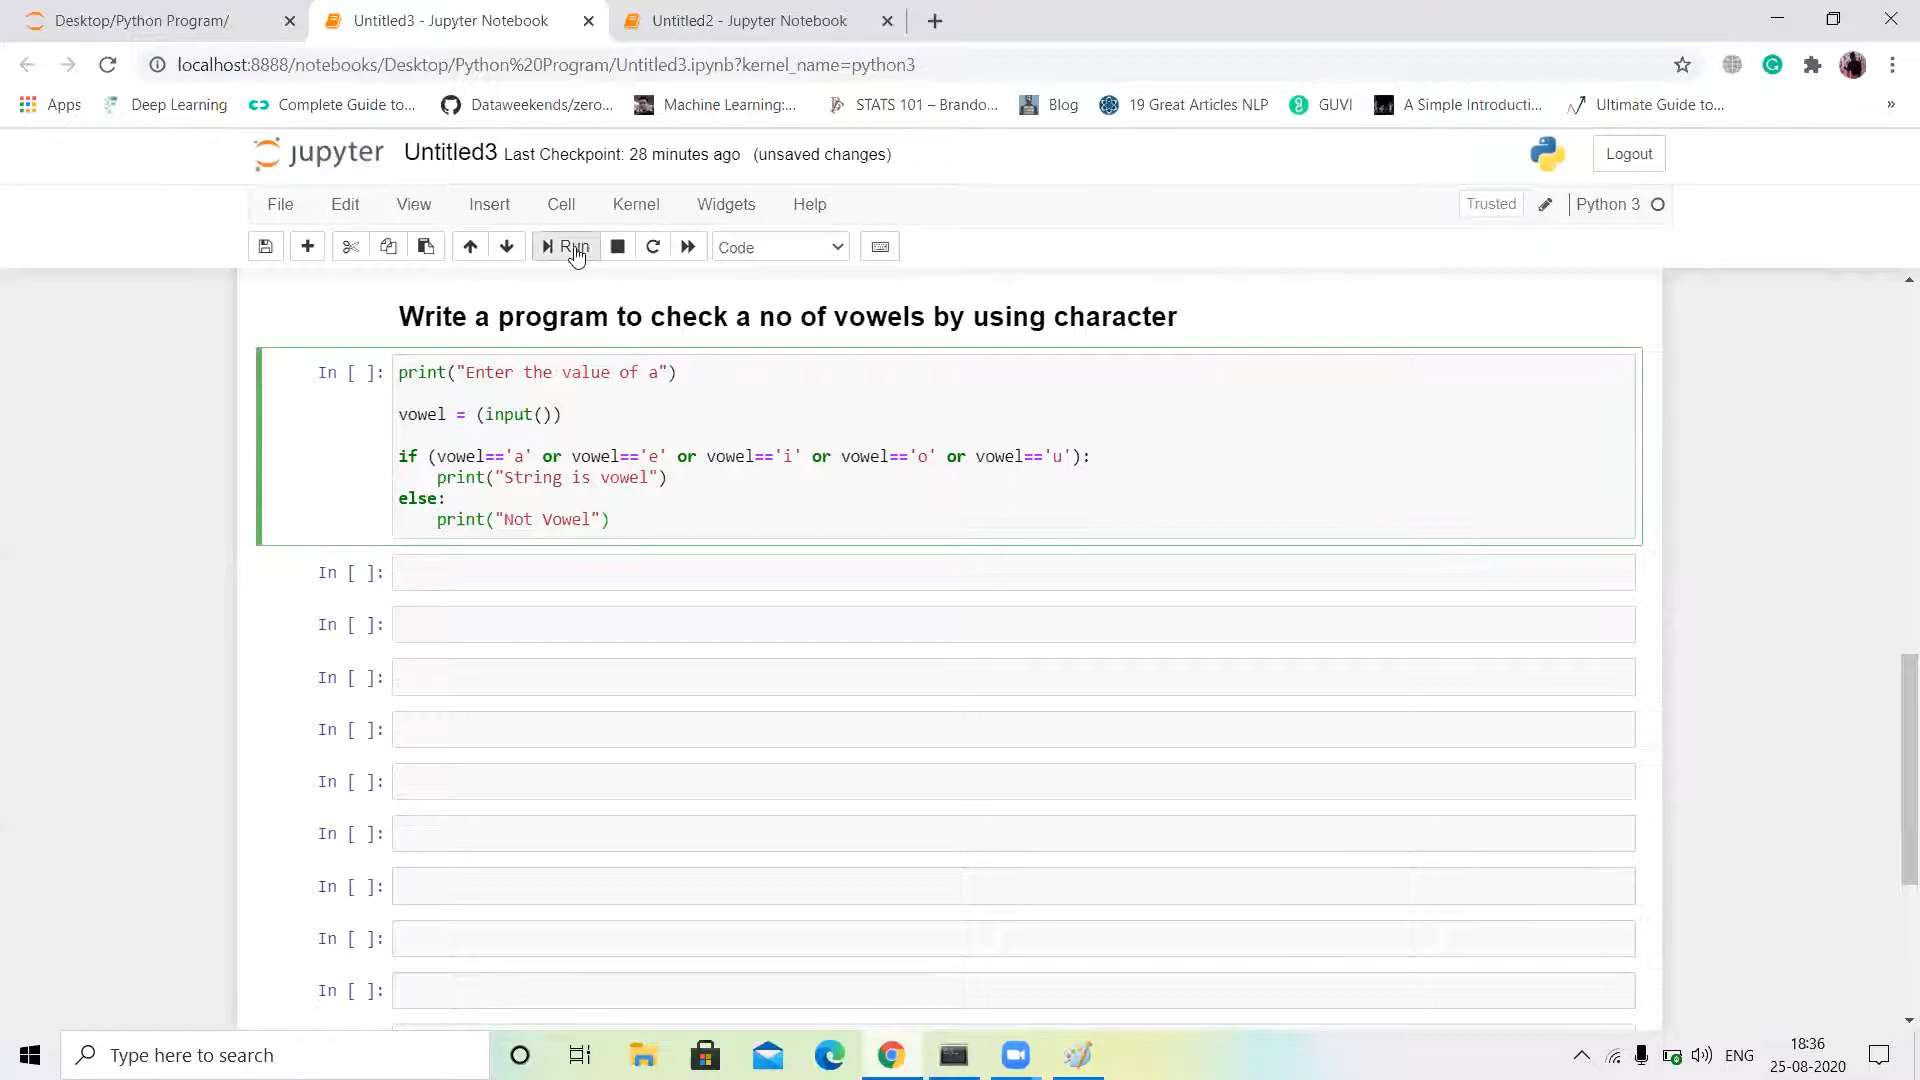 Desktop/Python Program/
Untitled3 - Jupyter Notebook
Untitled2 - Jupyter Notebook
localhost:8888/notebooks/Desktop/Python%20Program/Untitled3.ipynb?kernel_name=python3
Apps
Deep Learning
Complete Guide to...
Dataweekends/zero...
Machine Learning:...
STATS 101 – Brando...
Blog
19 Great Articles NLP
GUVI
A Simple Introducti...
Ultimate Guide to...
»
jupyter
Untitled3 Last Checkpoint: 28 minutes ago (unsaved changes)
Logout
File Edit View Insert Cell Kernel Widgets Help
Trusted
Python 3
Run
Code
Write a program to check a no of vowels by using character
In [ ]:
print("Enter the value of a")
vowel = (input())
if (vowel=='a' or vowel=='e' or vowel=='i' or vowel=='o' or vowel=='u'):
    print("String is vowel")
else:
    print("Not Vowel")
In [ ]:
In [ ]:
In [ ]:
In [ ]:
In [ ]:
In [ ]:
In [ ]:
In [ ]:
In [ ]:
Type here to search
ENG
18:36
25-08-2020